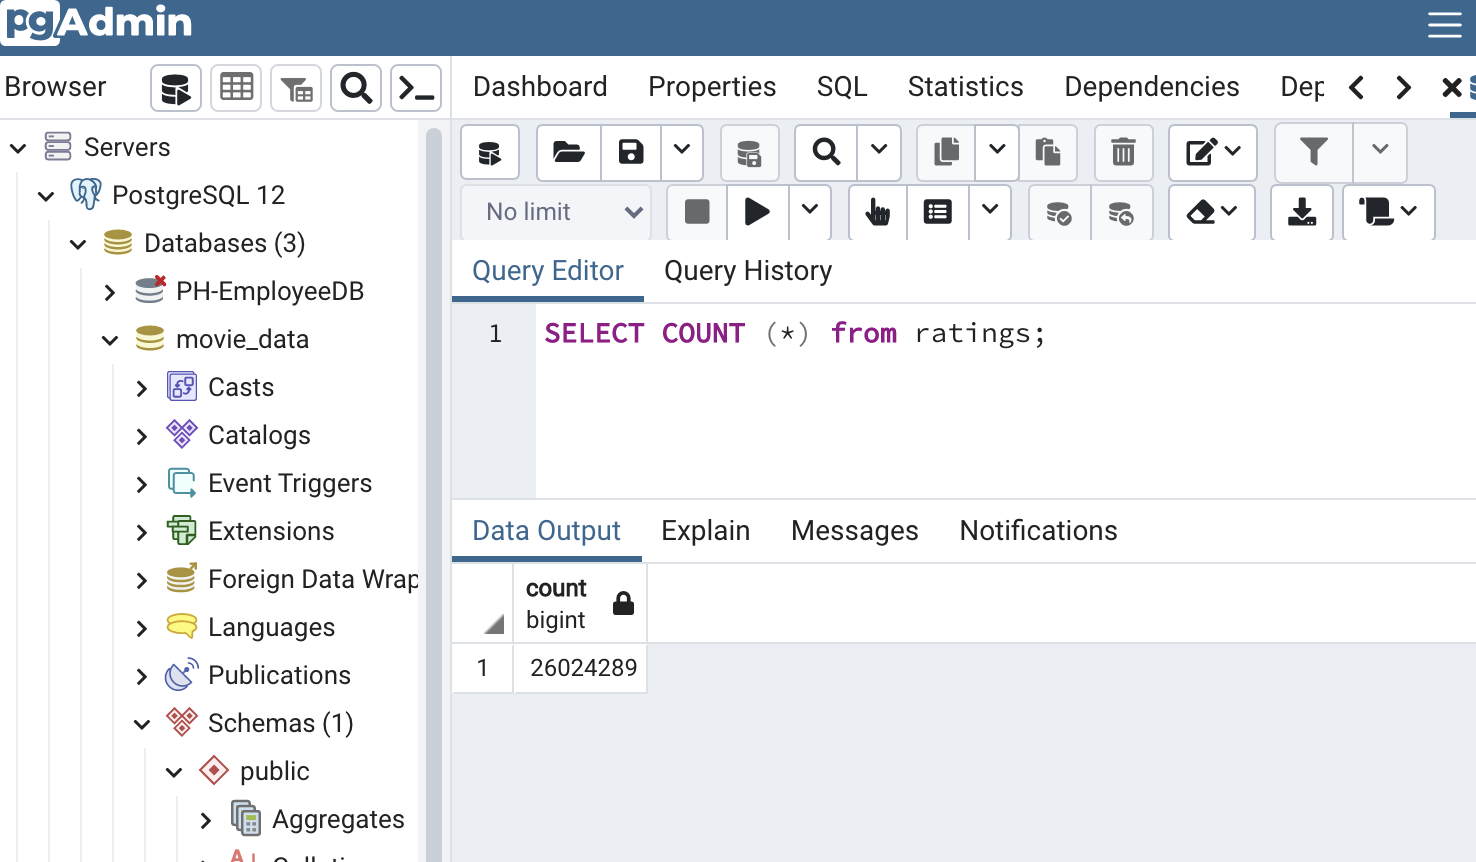 pgAdmin
Browser
Dashboard Properties SQL Statistics Dependencies Dep
Servers
PostgreSQL 12
Databases (3)
PH-EmployeeDB
movie_data
Casts
Catalogs
Event Triggers
Extensions
Foreign Data Wrap
Languages
Publications
Schemas (1)
public
Aggregates
No limit
Query Editor Query History
1 SELECT COUNT (*) from ratings;
Data Output Explain Messages Notifications
count
bigint
1 26024289